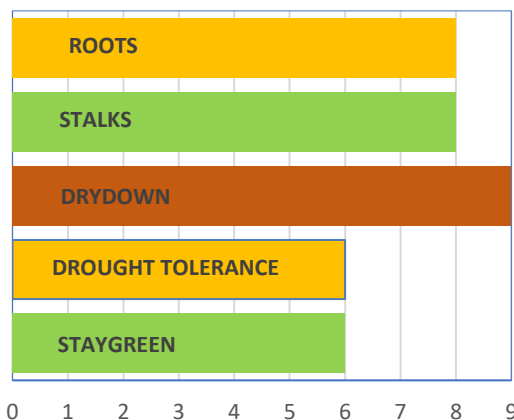 ROOTS
STALKS
DRYDOWN
DROUGHT TOLERANCE
STAYGREEN
0 1 2 3 4 5 6 7 8 9